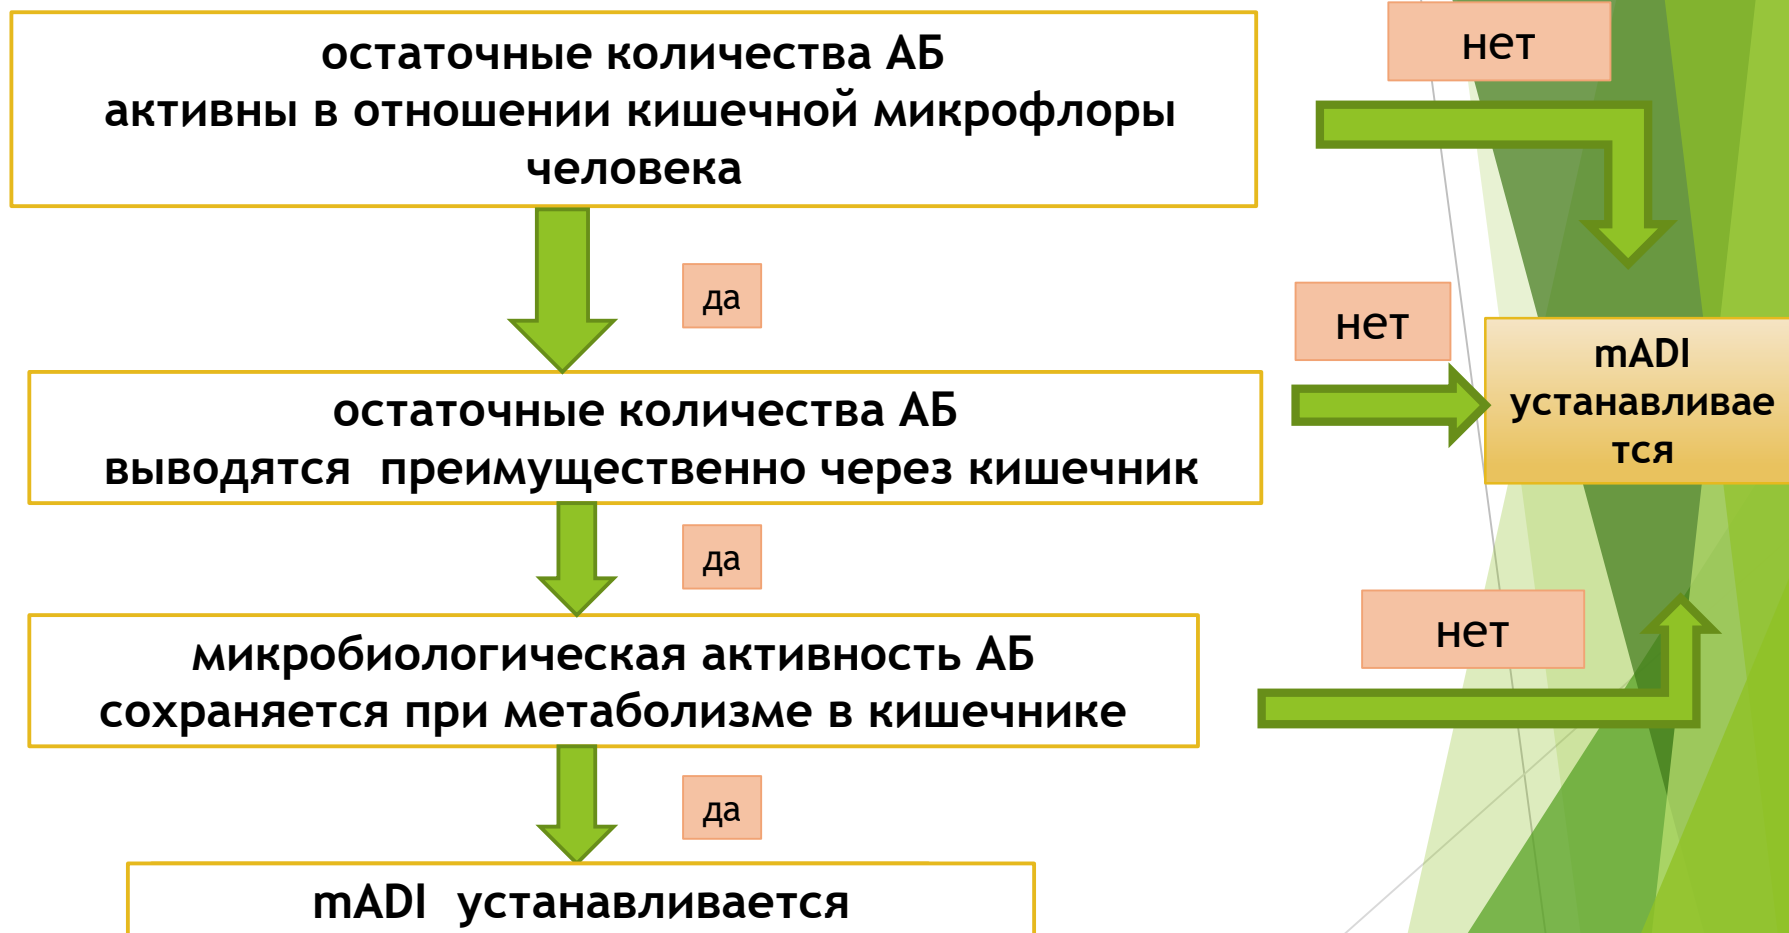 остаточные количества АБ
активны в отношении кишечной микрофлоры
человека
нет
да
остаточные количества АБ
выводятся преимущественно через кишечник
нет
mADI
устанавливае
тся
да
микробиологическая активность АБ
сохраняется при метаболизме в кишечнике
нет
да
mADI устанавливается